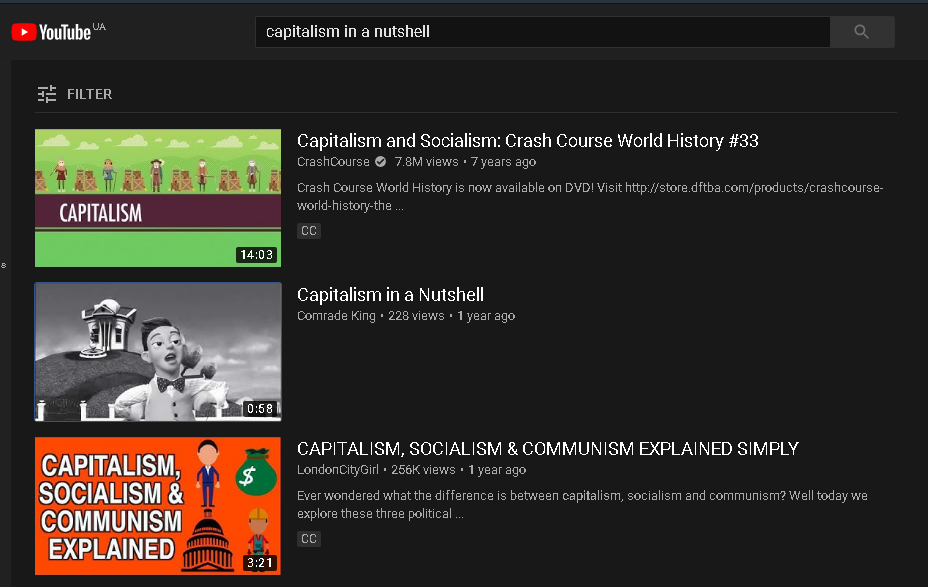 YouTube UA
capitalism in a nutshell
FILTER
CAPITALISM
14:03
Capitalism and Socialism: Crash Course World History #33
CrashCourse 7.8M views • 7 years ago
Crash Course World History is now available on DVD! Visit http://store.dftba.com/products/crashcourse-
world-history-the ...
CC
s
0:58
Capitalism in a Nutshell
Comrade King • 228 views • 1 year ago
CAPITALISM,
SOCIALISM &
COMMUNISM
EXPLAINED
$
3:21
CAPITALISM, SOCIALISM & COMMUNISM EXPLAINED SIMPLY
LondonCityGirl • 256K views • 1 year ago
Ever wondered what the difference is between capitalism, socialism and communism? Well today we
explore these three political ...
CC